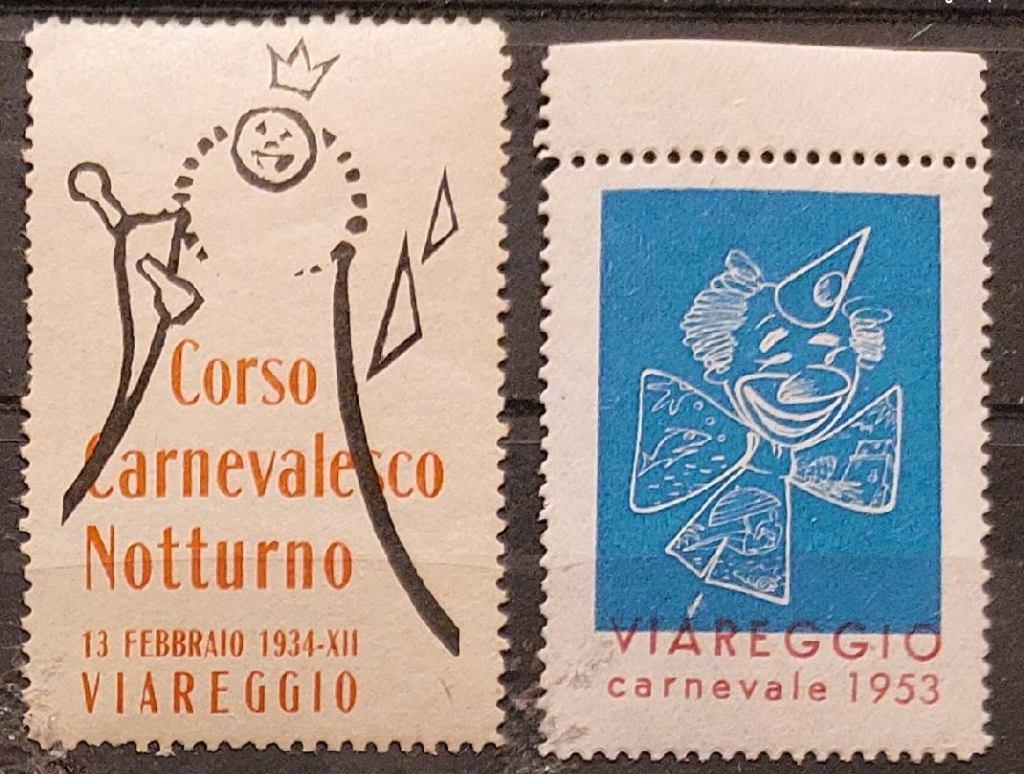 Corso
Carnevalesco
Notturno
13 FEBBRAIO 1934-XII
VIAREGGIO
VIAREGGIO
carnevale 1953